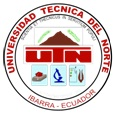 UNIVERSIDAD TECNICA DEL NORTE
UTN
IBARRA - ECUADOR